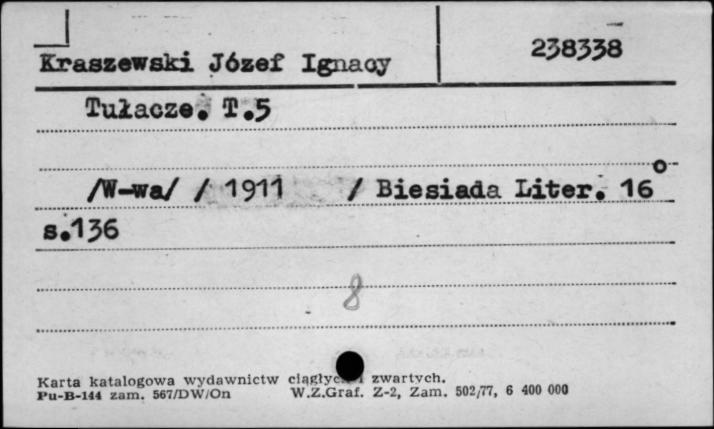 Kraszewski Józef Ignacy 238338
Tułacze. T.5
/W-wa/ / 1911 / Biesiada Liter. 16°
s.136
8
Karta katalogowa wydawnictw zwartych.
Pu-B-144 zam. 567/DW/On W.Z.Graf. Z-2, Zam. 502/77, 6 400 000